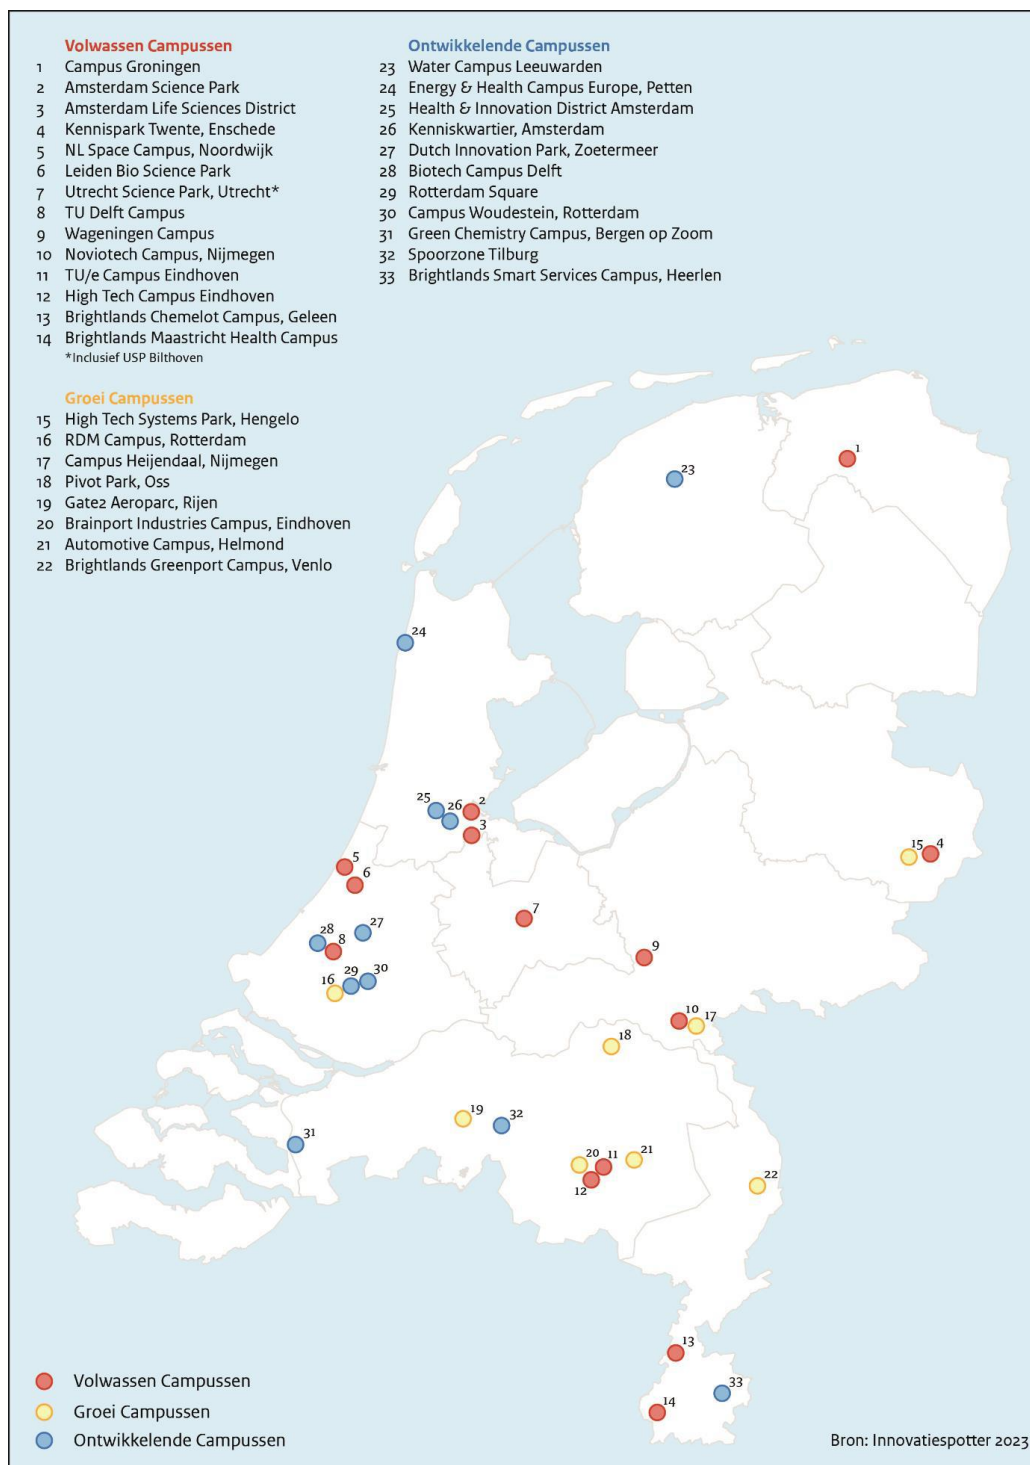 Volwassen Campussen
1 Campus Groningen
2 Amsterdam Science Park
3 Amsterdam Life Sciences District
4 Kennispark Twente, Enschede
5 NL Space Campus, Noordwijk
6 Leiden Bio Science Park
7 Utrecht Science Park, Utrecht*
8 TU Delft Campus
9 Wageningen Campus
10 Noviotech Campus, Nijmegen
11 TU/e Campus Eindhoven
12 High Tech Campus Eindhoven
13 Brightlands Chemelot Campus, Geleen
14 Brightlands Maastricht Health Campus
*Inclusief USP Bilthoven
Groei Campussen
15 High Tech Systems Park, Hengelo
16 RDM Campus, Rotterdam
17 Campus Heijendaal, Nijmegen
18 Pivot Park, Oss
19 Gate2 Aeroparc, Rijen
20 Brainport Industries Campus, Eindhoven
21 Automotive Campus, Helmond
22 Brightlands Greenport Campus, Venlo
Ontwikkelende Campussen
23 Water Campus Leeuwarden
24 Energy & Health Campus Europe, Petten
25 Health & Innovation District Amsterdam
26 Kenniskwartier, Amsterdam
27 Dutch Innovation Park, Zoetermeer
28 Biotech Campus Delft
29 Rotterdam Square
30 Campus Woudestein, Rotterdam
31 Green Chemistry Campus, Bergen op Zoom
32 Spoorzone Tilburg
33 Brightlands Smart Services Campus, Heerlen
1
23
24
25
26
2
3
15
4
5
6
7
28
27
8
9
16
29
30
10
17
18
19
32
31
20
11
21
12
22
13
33
14
Volwassen Campussen
Groei Campussen
Ontwikkelende Campussen
Bron: Innovatiespotter 2023